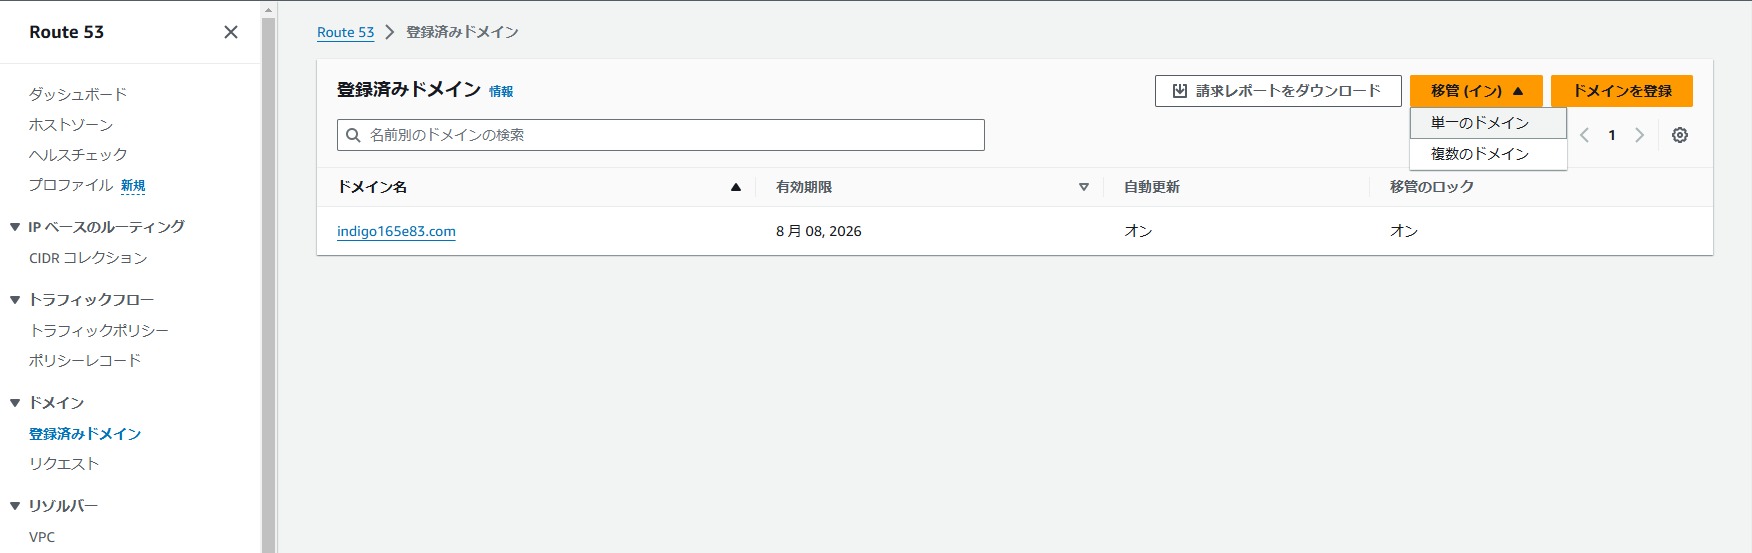 Route 53
ダッシュボード
ホストゾーン
ヘルスチェック
プロファイル 新規
IP ベースのルーティング
CIDR コレクション
トラフィックフロー
トラフィックポリシー
ポリシーレコード
ドメイン
登録済みドメイン
リクエスト
リゾルバー
VPC
Route 53 登録済みドメイン
登録済みドメイン 情報
請求レポートをダウンロード 移管 (イン) ドメインを登録
単一のドメイン
複数のドメイン
名前別のドメインの検索
1
ドメイン名 有効期限 自動更新 移管のロック
indigo165e83.com 8 月 08, 2026 オン オン